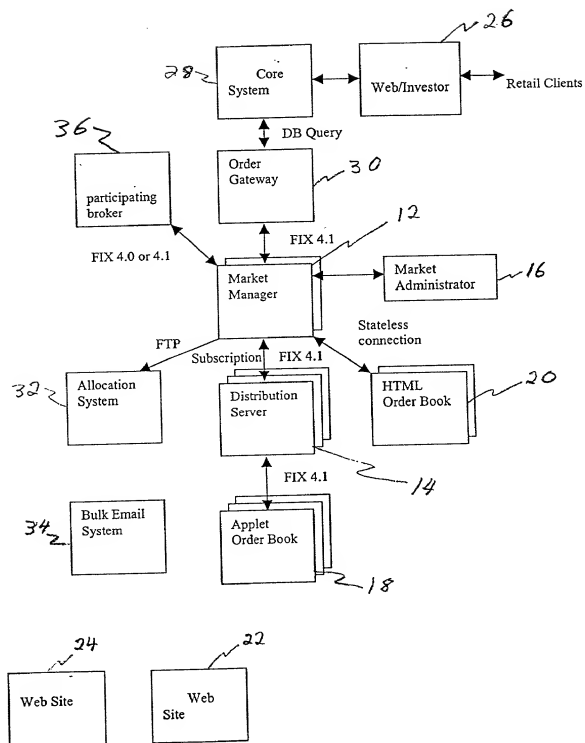 26
28
Core
System
Web/Investor
Retail Clients
DB Query
36
participating
broker
Order
Gateway
30
FIX 4.0 or 4.1
FIX 4.1
12
Market
Manager
Market
Administrator
16
Stateless
connection
FTP
Subscription
FIX 4.1
32
Allocation
System
Distribution
Server
HTML
Order Book
20
14
FIX 4.1
34
Bulk Email
System
Applet
Order Book
18
24
22
Web Site
Web
Site